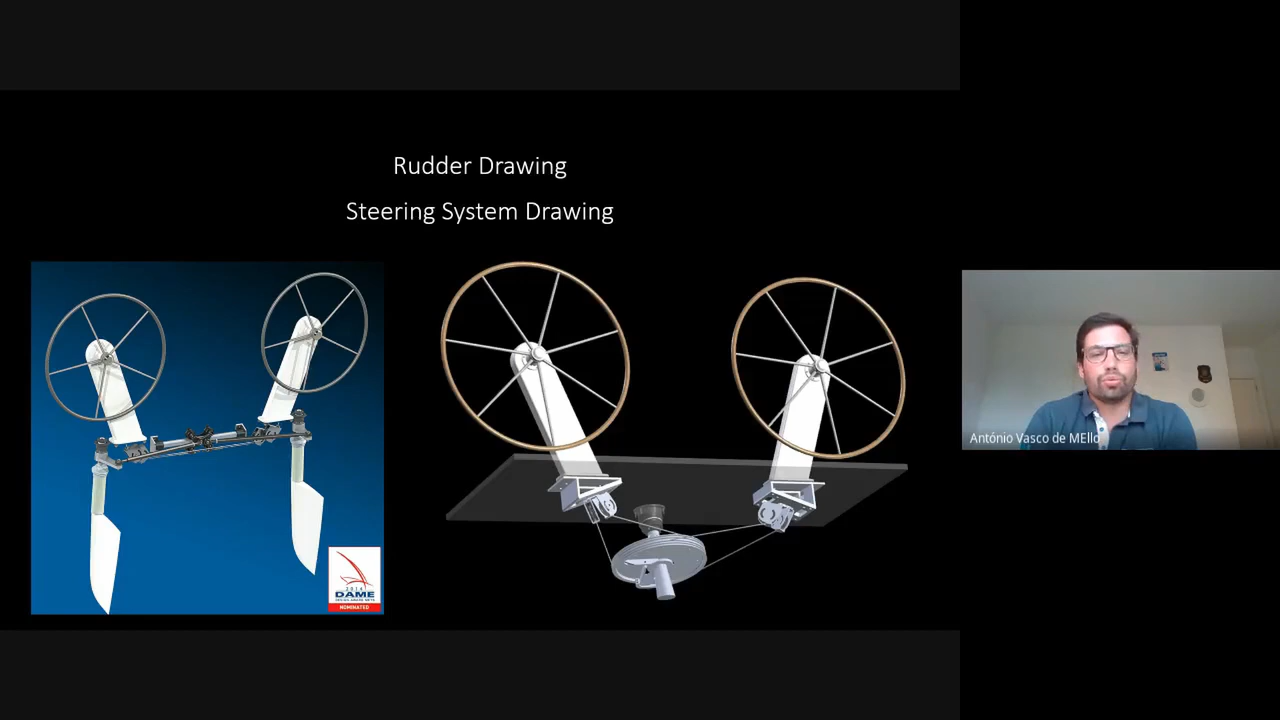 Rudder Drawing
Steering System Drawing
DAME
NOMINATED
António Vasco de MEllo